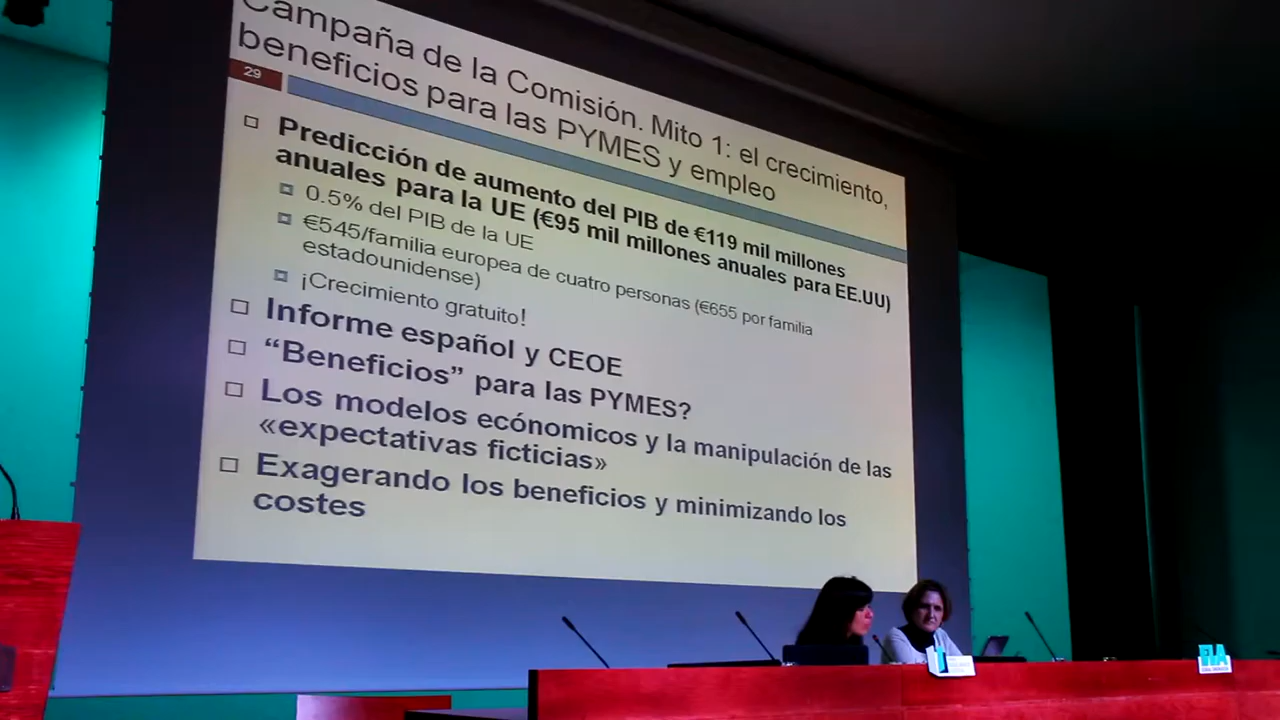 Campaña de la Comisión. Mito 1: el crecimiento,
beneficios para las PYMES y empleo
29
Predicción de aumento del PIB de €119 mil millones
anuales para la UE (€95 mil millones anuales para EE.UU)
0.5% del PIB de la UE
€545/familia europea de cuatro personas (€655 por familia
estadounidense)
¡Crecimiento gratuito!
Informe español y CEOE
“Beneficios” para las PYMES?
Los modelos ecónomicos y la manipulación de las
«expectativas ficticias»
Exagerando los beneficios y minimizando los
costes